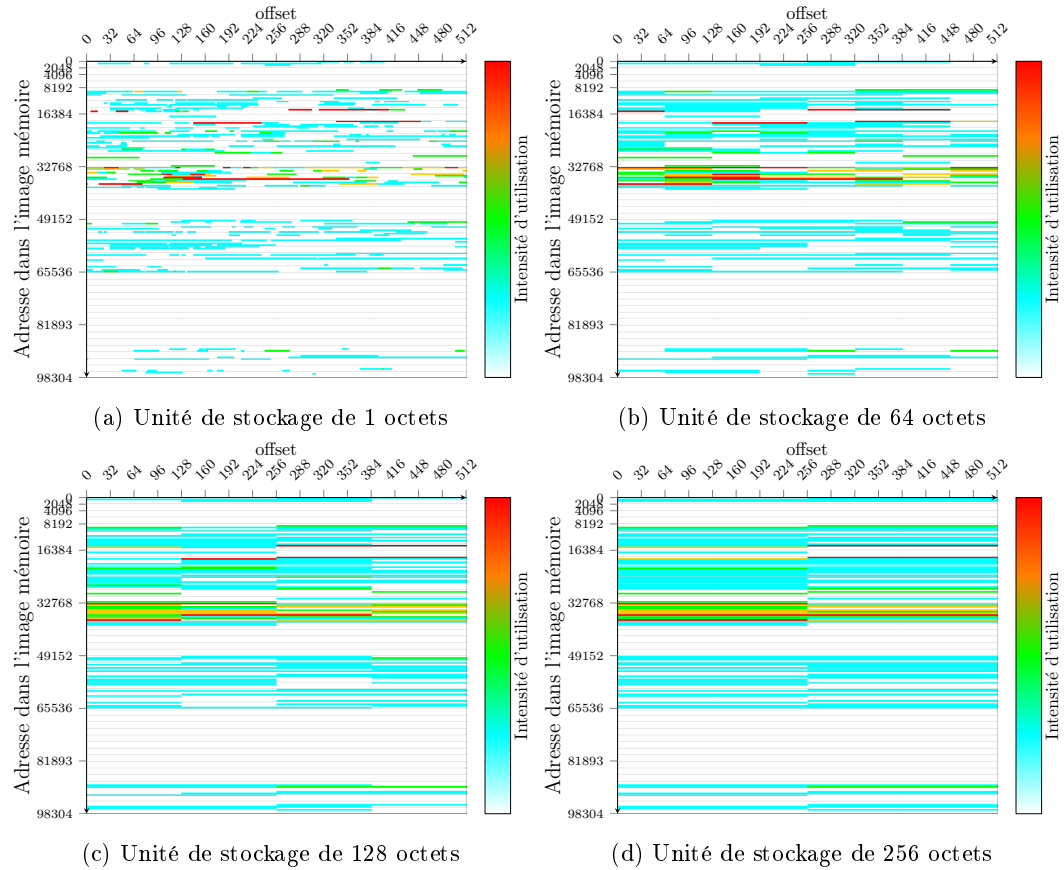 offset
0 32 64 96 128 160 192 224 256 288 320 352 384 416 448 480 512
0
2048
4096
8192
16384
32768
49152
65536
81893
98304
Adresse dans l'image mémoire
Intensité d'utilisation
(a) Unité de stockage de 1 octets
offset
0 32 64 96 128 160 192 224 256 288 320 352 384 416 448 480 512
0
2048
4096
8192
16384
32768
49152
65536
81893
98304
Adresse dans l'image mémoire
Intensité d'utilisation
(b) Unité de stockage de 64 octets
offset
0 32 64 96 128 160 192 224 256 288 320 352 384 416 448 480 512
0
2048
4096
8192
16384
32768
49152
65536
81893
98304
Adresse dans l'image mémoire
Intensité d'utilisation
(c) Unité de stockage de 128 octets
offset
0 32 64 96 128 160 192 224 256 288 320 352 384 416 448 480 512
0
2048
4096
8192
16384
32768
49152
65536
81893
98304
Adresse dans l'image mémoire
Intensité d'utilisation
(d) Unité de stockage de 256 octets